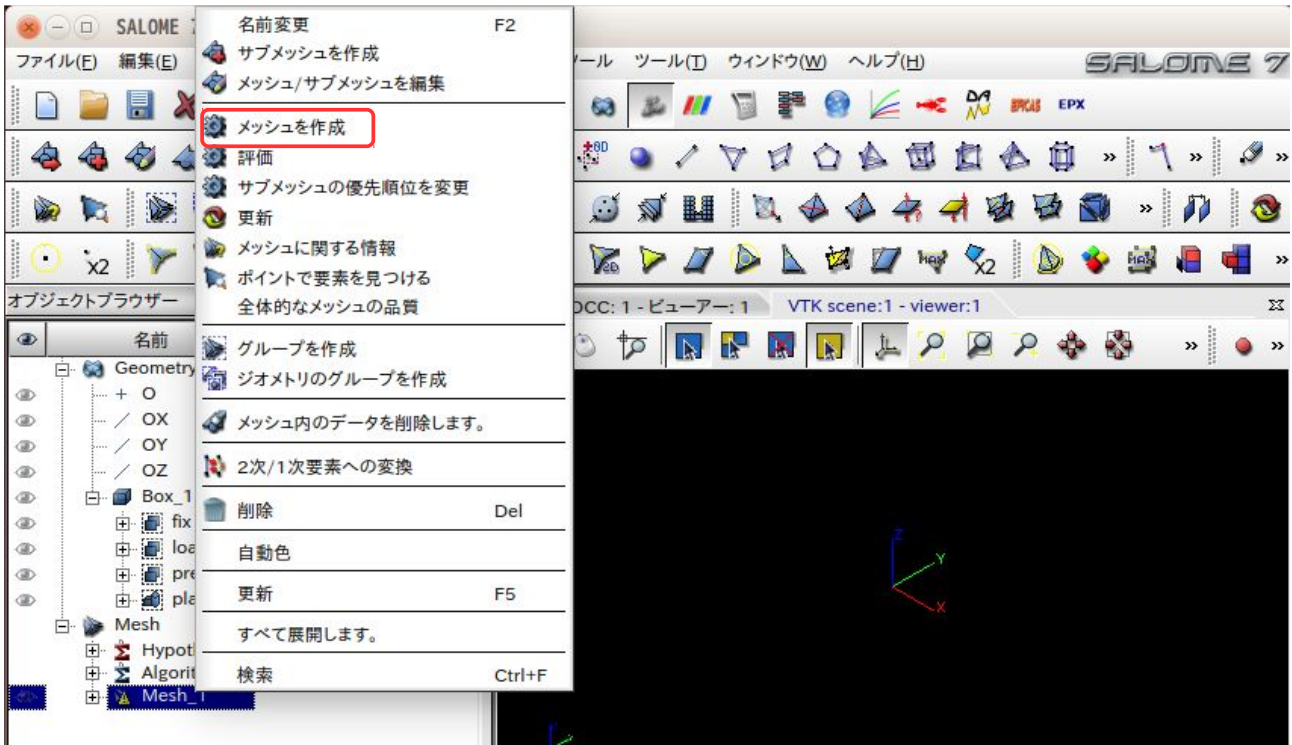 SALOME 7
ファイル(F) 編集(E)
ール ツール(T) ウィンドウ(W) ヘルプ(H)
SALOME 7
名前変更 F2
サブメッシュを作成
メッシュ/サブメッシュを編集
メッシュを作成
評価
サブメッシュの優先順位を変更
更新
メッシュに関する情報
ポイントで要素を見つける
全体的なメッシュの品質
グループを作成
ジオメトリのグループを作成
メッシュ内のデータを削除します。
2次/1次要素への変換
削除 Del
自動色
更新 F5
すべて展開します。
検索 Ctrl+F
EPX
x2
2D
x2
オブジェクトブラウザー
名前
Geometry
O
OX
OY
OZ
Box_1
fix
loa
pre
pla
Mesh
Hypot
Algorit
Mesh_1
OCC: 1 - ビューアー: 1 VTK scene:1 - viewer:1
Z
Y
X